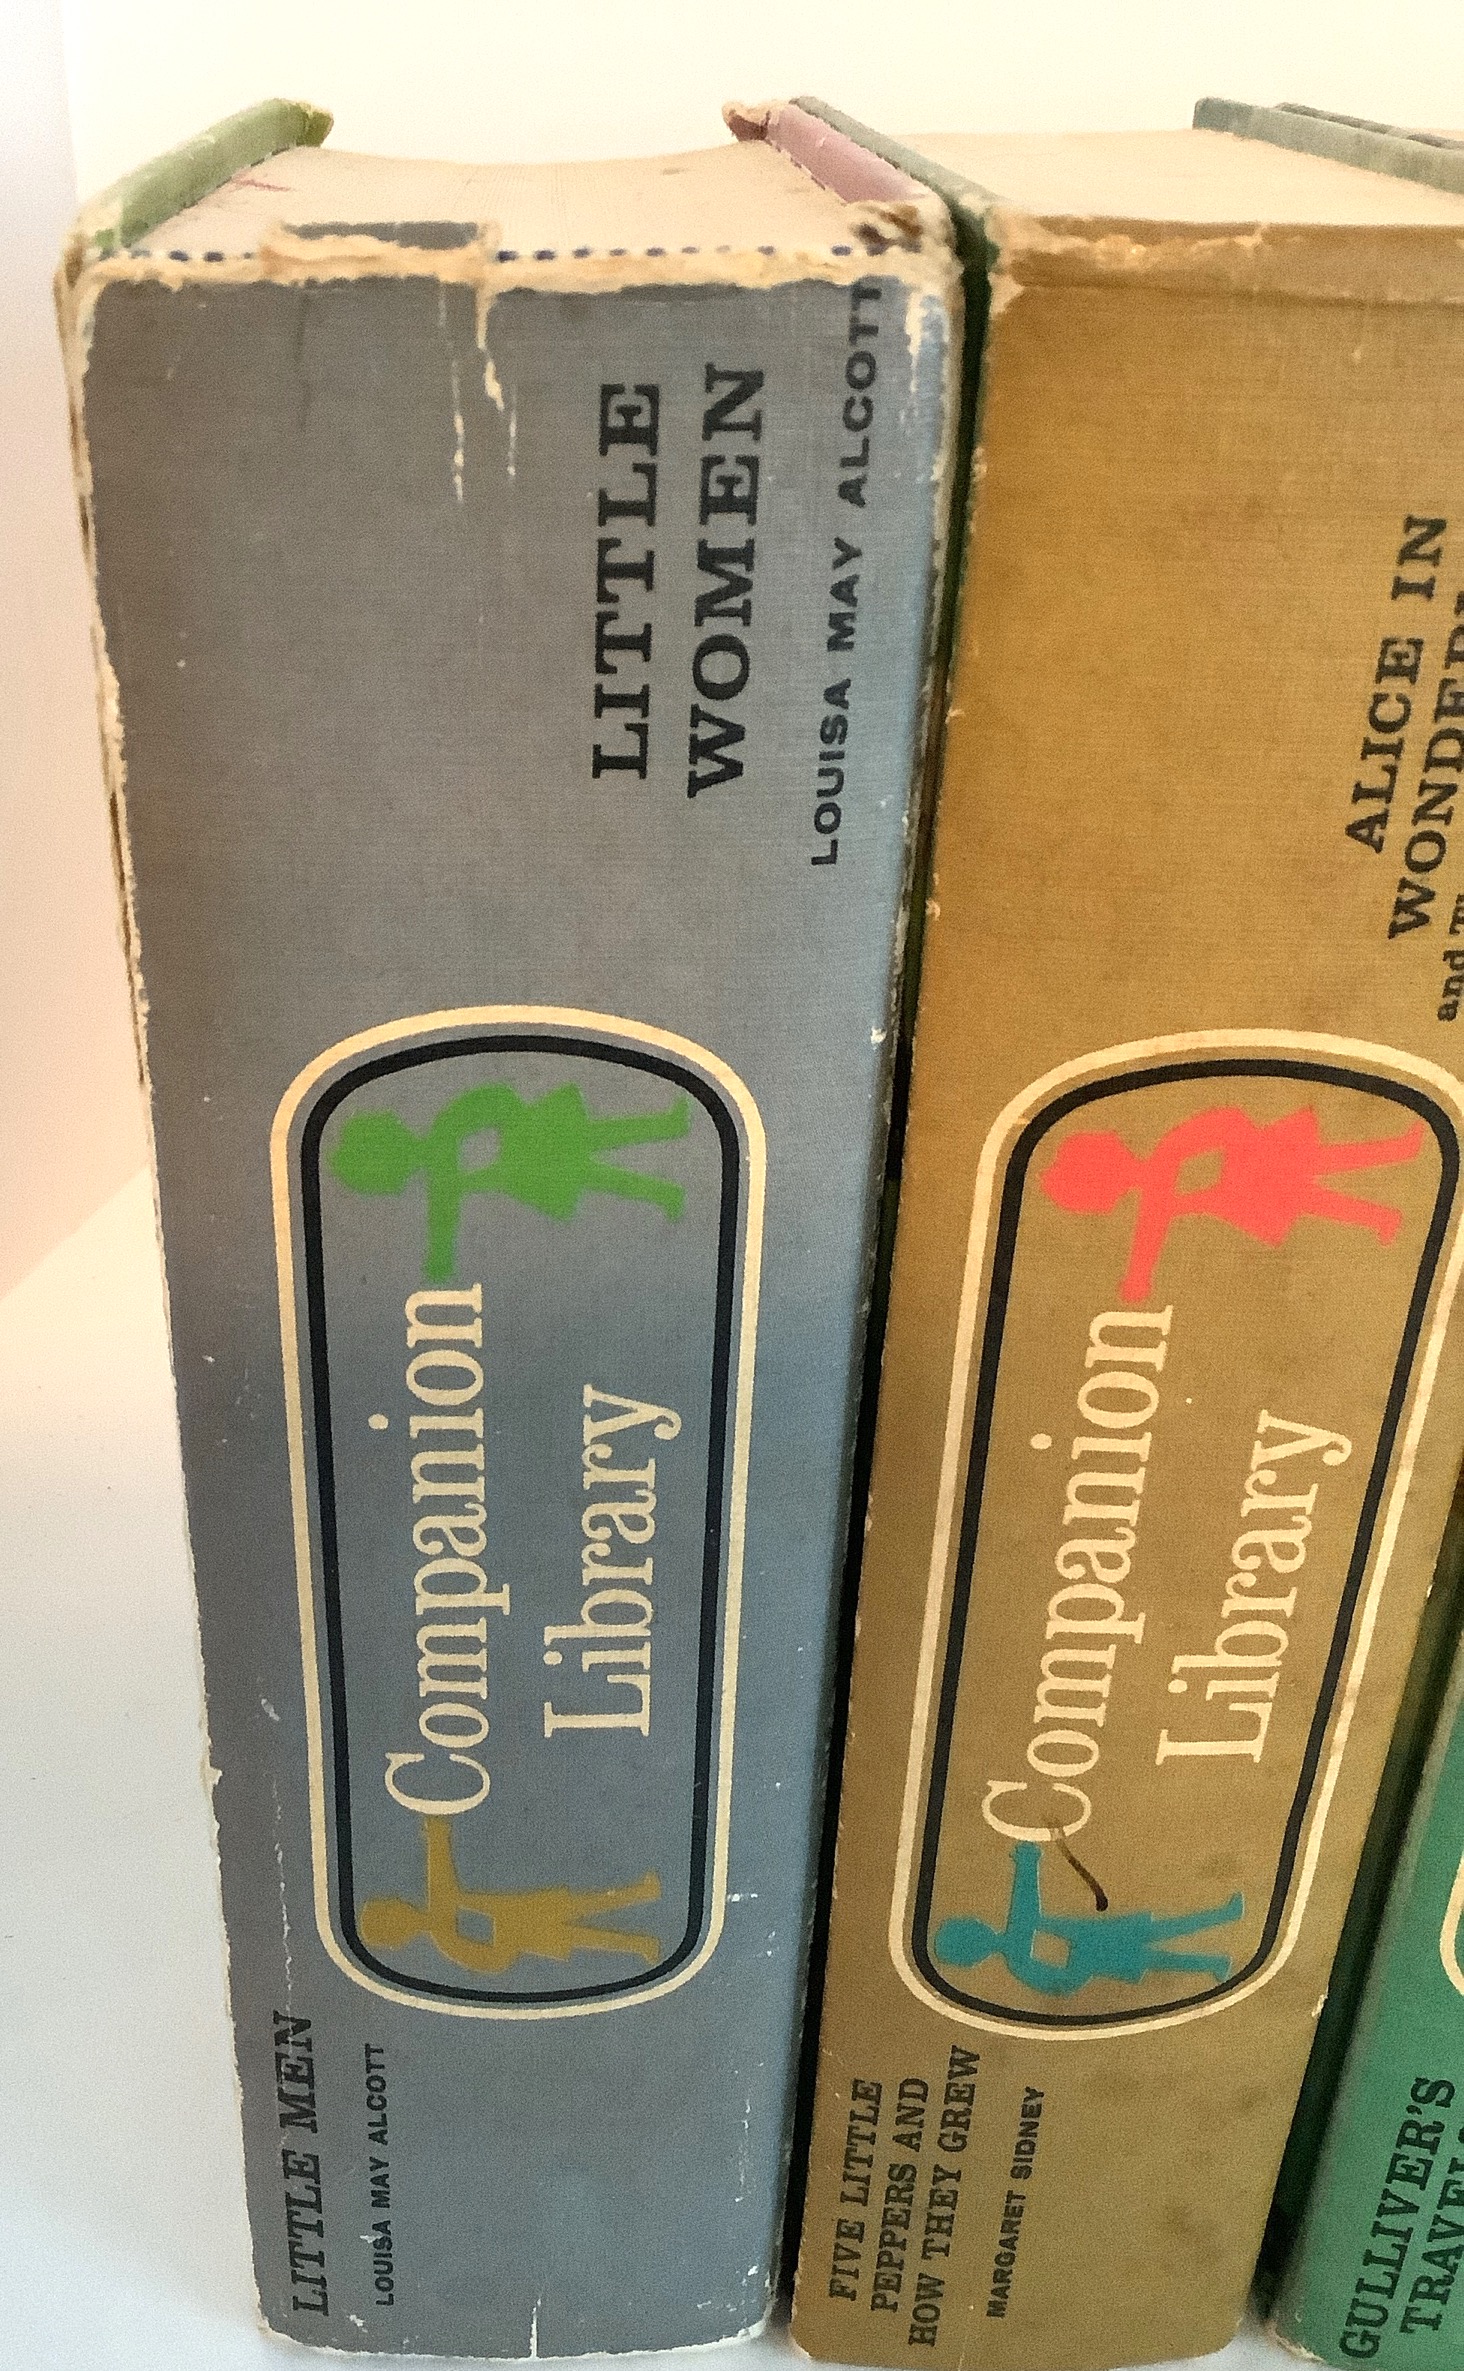 LITTLE
WOMEN
LOUISA MAY ALCOTT
Companion
Library
LITTLE MEN
LOUISA MAY ALCOTT
ALICE IN
and
Companion
Library
FIVE LITTLE
PEPPERS AND
HOW THEY GREW
MARGARET SIDNEY
GULLIVER'S